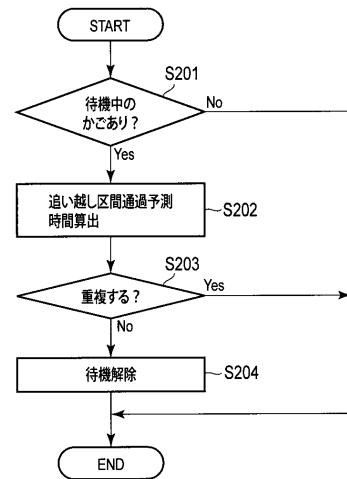 START
S201
待機中の
かごあり？
No
Yes
追い越し区間通過予測
時間算出
S202
S203
重複する？
Yes
No
待機解除
S204
END